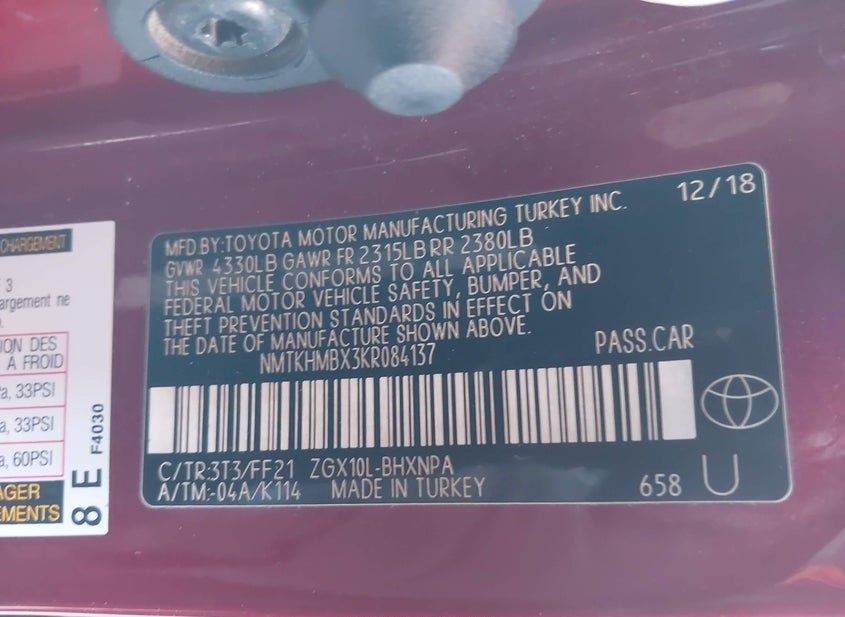 CHARGEMENT
3
argement ne
ION DES
A FROID
a, 33PSI
a, 33PSI
a, 60PSI
AGER
EMENTS
8 E F4030
12/18
MFD.BY:TOYOTA MOTOR MANUFACTURING TURKEY INC.
GVWR 4330LB GAWR FR 2315LB RR 2380LB
THIS VEHICLE CONFORMS TO ALL APPLICABLE
FEDERAL MOTOR VEHICLE SAFETY, BUMPER, AND
THEFT PREVENTION STANDARDS IN EFFECT ON
THE DATE OF MANUFACTURE SHOWN ABOVE.
NMTKHMBX3KR084137 PASS.CAR
C/TR:3T3/FF21 ZGX10L-BHXNPA
A/TM:-04A/K114 MADE IN TURKEY 658 U